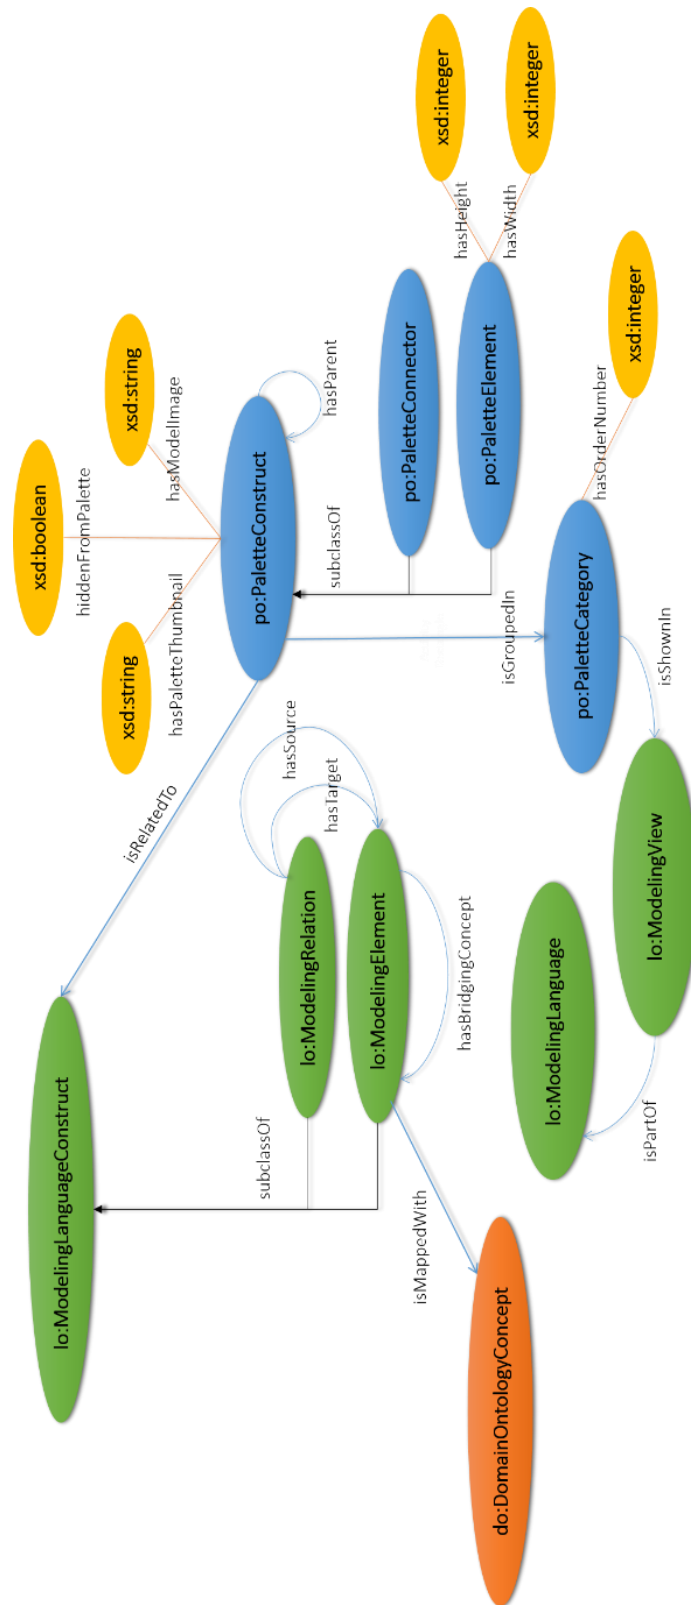 xsd:boolean
lo:ModelingLanguageConstruct
hiddenFromPalette
xsd:string
xsd:string
isRelatedTo
hasPaletteThumbnail
hasModelImage
po:PaletteConstruct
subclassOf
hasSource
hasParent
lo:ModelingRelation
hasTarget
subclassOf
lo:ModelingElement
po:PaletteConnector
isMappedWith
xsd:integer
hasBridgingConcept
hasHeight
do:DomainOntologyConcept
po:PaletteElement
isGroupedIn
hasWidth
xsd:integer
lo:ModelingLanguage
po:PaletteCategory
hasOrderNumber
xsd:integer
isPartOf
lo:ModelingView
isShownIn